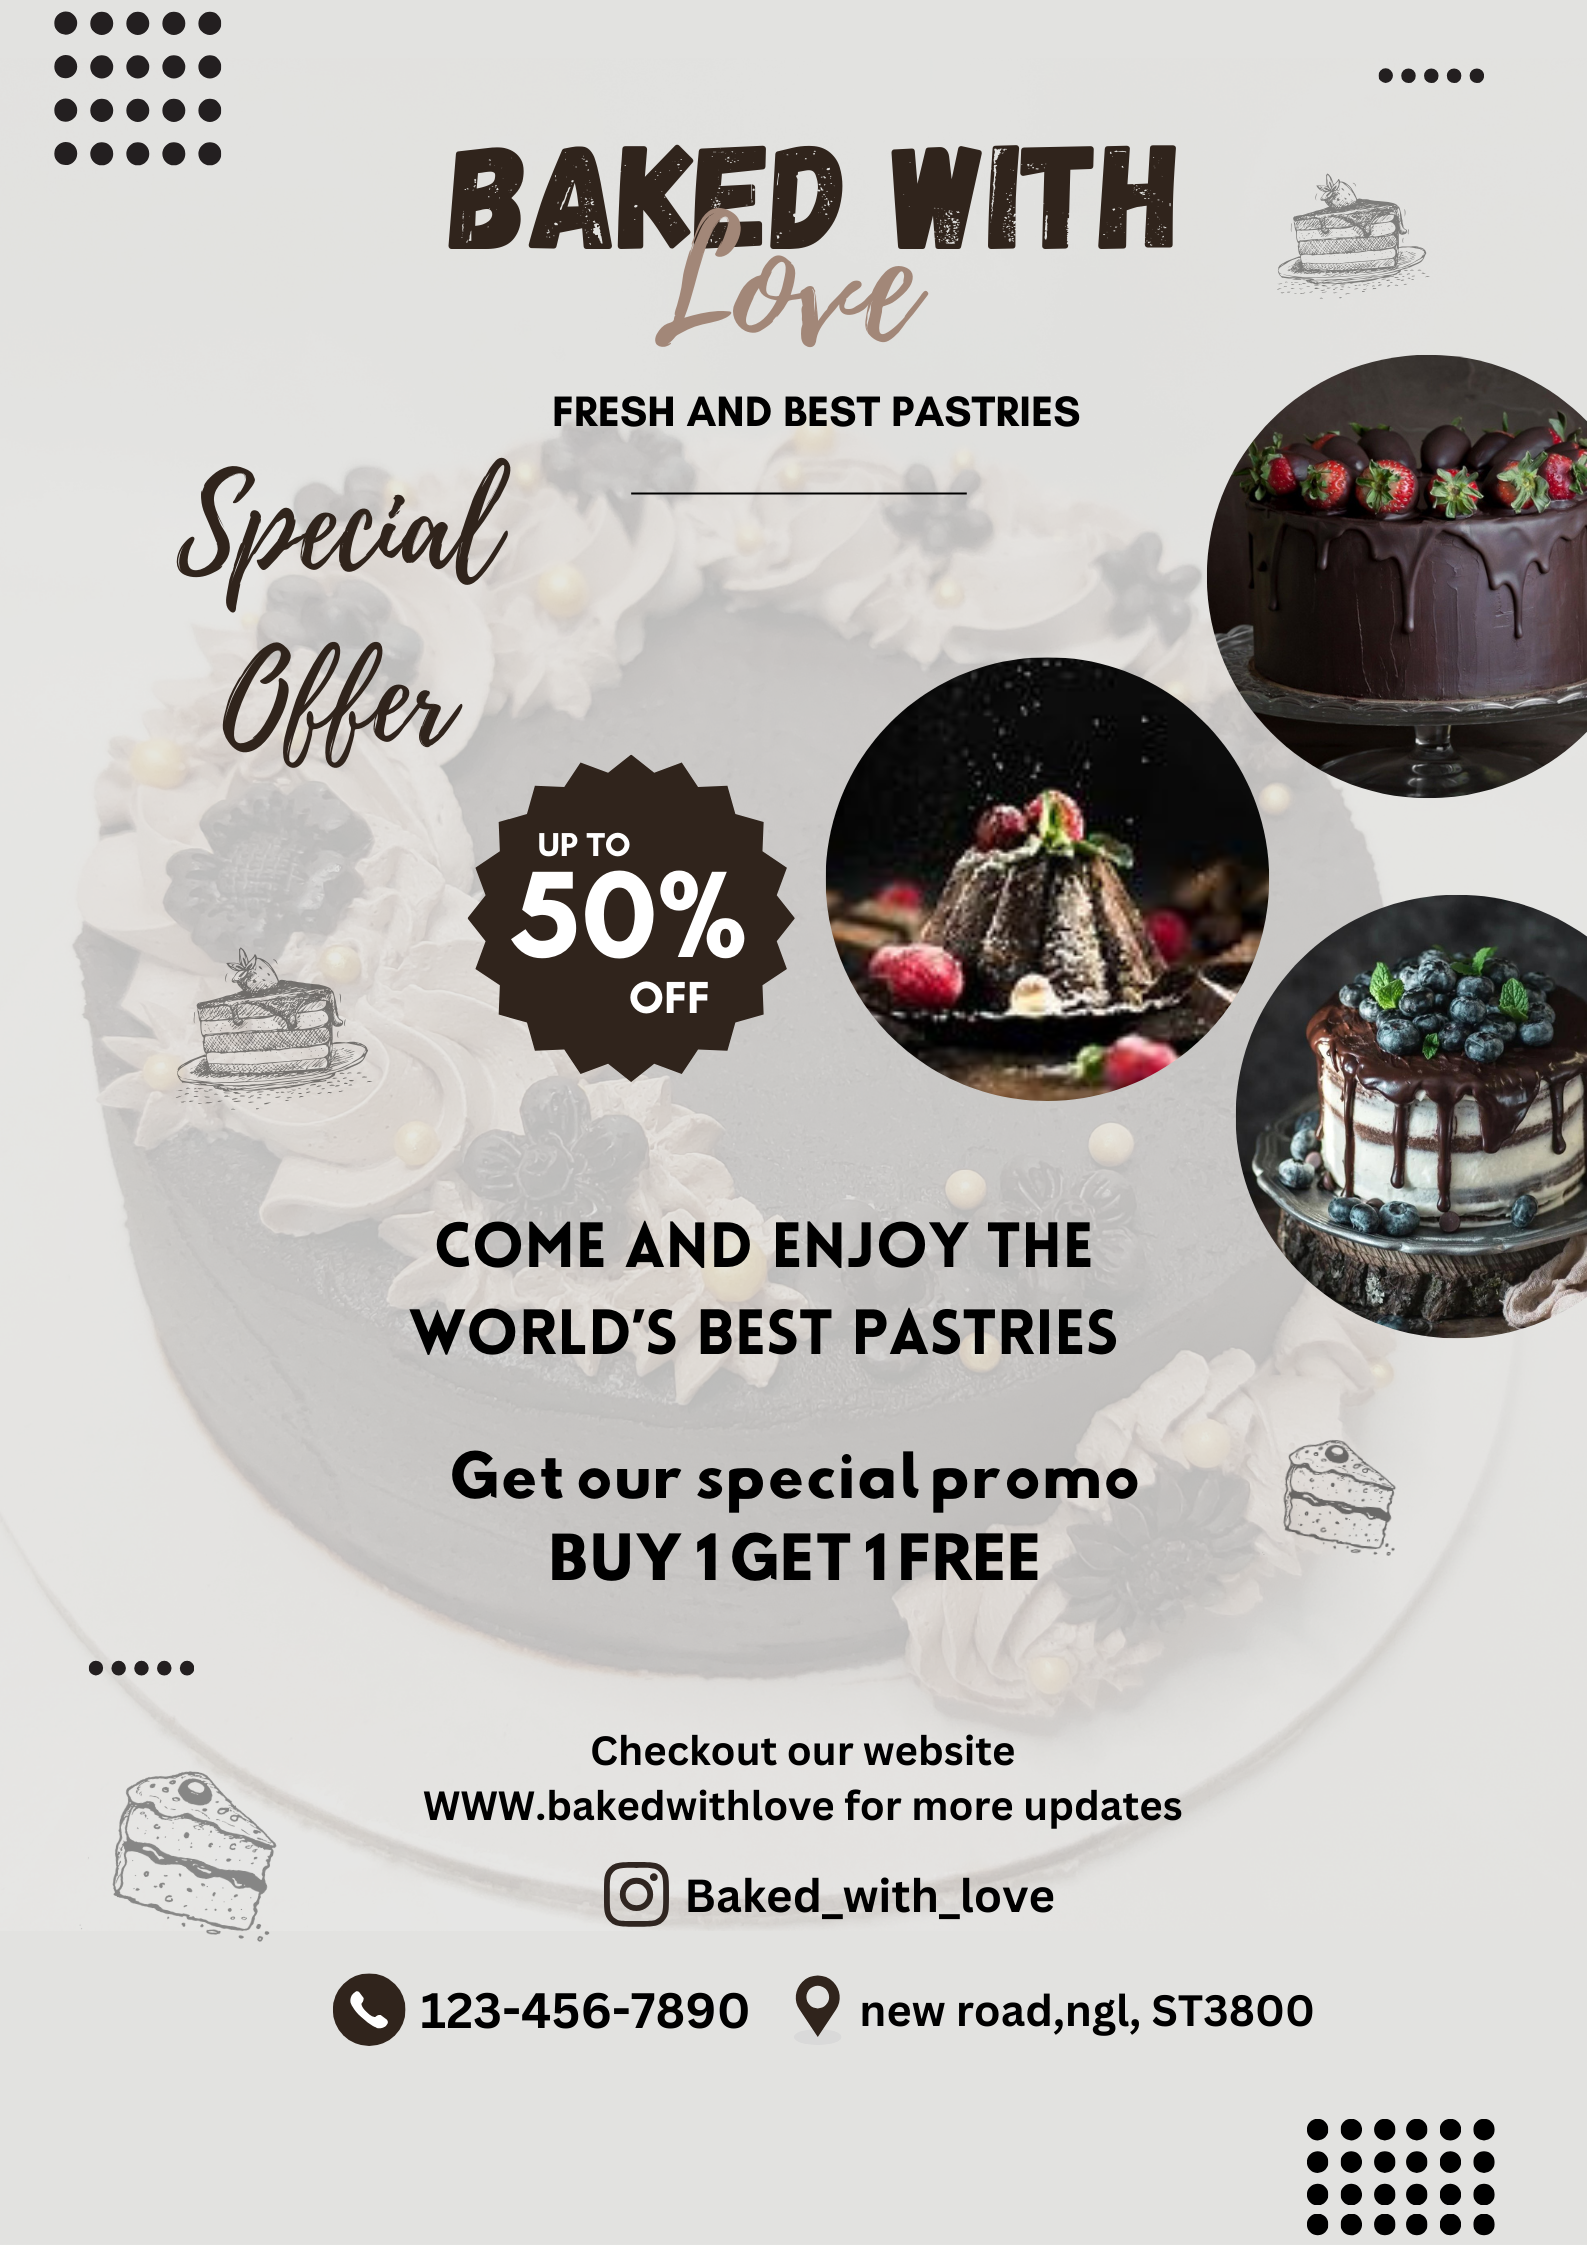 BAKED WITH
Love
FRESH AND BEST PASTRIES
Special
Offer
UP TO
50%
OFF
COME AND ENJOY THE
WORLD'S BEST PASTRIES
Get our special promo
BUY 1 GET 1 FREE
Checkout our website
WWW.bakedwithlove for more updates
Baked_with_love
123-456-7890
new road,ngl, ST3800